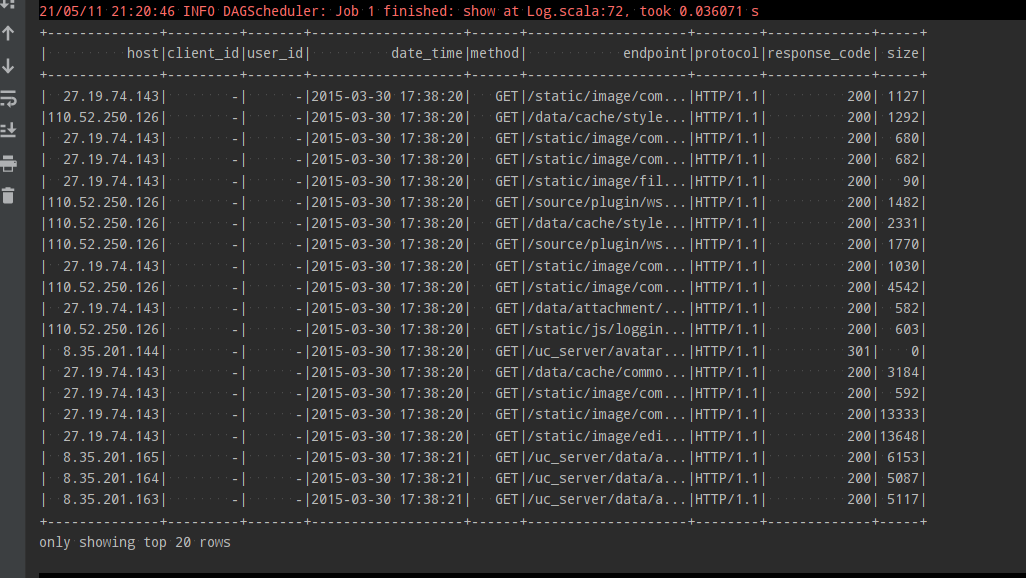 21/05/11 21:20:46 INFO DAGScheduler: Job 1 finished: show at Log.scala:72, took 0.036071 s
+--------------+---------+-------+-------------------+------+--------------------+--------+-------------+-----+
|          host|client_id|user_id|          date_time|method|            endpoint|protocol|response_code| size|
+--------------+---------+-------+-------------------+------+--------------------+--------+-------------+-----+
|  27.19.74.143|        -|      -|2015-03-30 17:38:20|   GET|/static/image/com...|HTTP/1.1|          200| 1127|
|110.52.250.126|        -|      -|2015-03-30 17:38:20|   GET|/data/cache/style...|HTTP/1.1|          200| 1292|
|  27.19.74.143|        -|      -|2015-03-30 17:38:20|   GET|/static/image/com...|HTTP/1.1|          200|  680|
|  27.19.74.143|        -|      -|2015-03-30 17:38:20|   GET|/static/image/com...|HTTP/1.1|          200|  682|
|  27.19.74.143|        -|      -|2015-03-30 17:38:20|   GET|/static/image/fil...|HTTP/1.1|          200|   90|
|110.52.250.126|        -|      -|2015-03-30 17:38:20|   GET|/source/plugin/ws...|HTTP/1.1|          200| 1482|
|110.52.250.126|        -|      -|2015-03-30 17:38:20|   GET|/data/cache/style...|HTTP/1.1|          200| 2331|
|110.52.250.126|        -|      -|2015-03-30 17:38:20|   GET|/source/plugin/ws...|HTTP/1.1|          200| 1770|
|  27.19.74.143|        -|      -|2015-03-30 17:38:20|   GET|/static/image/com...|HTTP/1.1|          200| 1030|
|110.52.250.126|        -|      -|2015-03-30 17:38:20|   GET|/static/image/com...|HTTP/1.1|          200| 4542|
|  27.19.74.143|        -|      -|2015-03-30 17:38:20|   GET|/data/attachment/...|HTTP/1.1|          200|  582|
|110.52.250.126|        -|      -|2015-03-30 17:38:20|   GET|/static/js/loggin...|HTTP/1.1|          200|  603|
|  8.35.201.144|        -|      -|2015-03-30 17:38:20|   GET|/uc_server/avatar...|HTTP/1.1|          301|    0|
|  27.19.74.143|        -|      -|2015-03-30 17:38:20|   GET|/data/cache/commo...|HTTP/1.1|          200| 3184|
|  27.19.74.143|        -|      -|2015-03-30 17:38:20|   GET|/static/image/com...|HTTP/1.1|          200|  592|
|  27.19.74.143|        -|      -|2015-03-30 17:38:20|   GET|/static/image/com...|HTTP/1.1|          200|13333|
|  27.19.74.143|        -|      -|2015-03-30 17:38:20|   GET|/static/image/edi...|HTTP/1.1|          200|13648|
|  8.35.201.165|        -|      -|2015-03-30 17:38:21|   GET|/uc_server/data/a...|HTTP/1.1|          200| 6153|
|  8.35.201.164|        -|      -|2015-03-30 17:38:21|   GET|/uc_server/data/a...|HTTP/1.1|          200| 5087|
|  8.35.201.163|        -|      -|2015-03-30 17:38:21|   GET|/uc_server/data/a...|HTTP/1.1|          200| 5117|
+--------------+---------+-------+-------------------+------+--------------------+--------+-------------+-----+
only showing top 20 rows